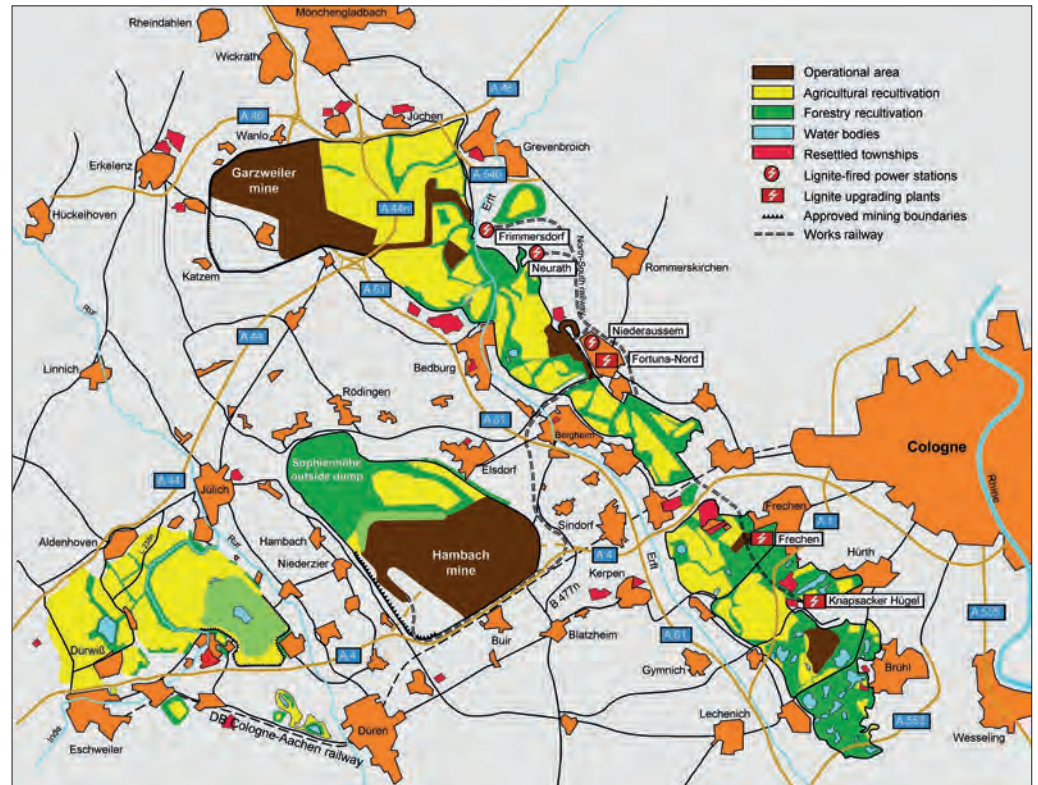 Rheindahlen
Mönchengladbach
Wickrath
A 46
A 46
Wanlo
Jüchen
Erkelenz
Grevenbroich
Garzweiler
mine
A 540
A 44n
Erft
Hückelhoven
Frimmersdorf
Neurath
North-South railway
Rommerskirchen
Katzem
A 61
Rur
A 44
Niederaussem
Fortuna-Nord
Linnich
Bedburg
Rödingen
A 61
Bergheim
Cologne
Rhine
Sophienhöhe
outside dump
Elsdorf
A 44
Jülich
Frechen
A 1
Aldenhoven
L 238n
Rur
Hambach
Sindorf
Frechen
Hambach
mine
A 4
Erft
Hürth
Niederzier
Kerpen
B 477n
Knapsacker Hügel
A 555
Buir
Blatzheim
A 61
Dürwiß
A 4
Gymnich
Brühl
Lechenich
A 553
Inde
Eschweiler
DB Cologne-Aachen railway
Düren
Wesseling
Operational area
Agricultural recultivation
Forestry recultivation
Water bodies
Resettled townships
Lignite-fired power stations
Lignite upgrading plants
Approved mining boundaries
Works railway